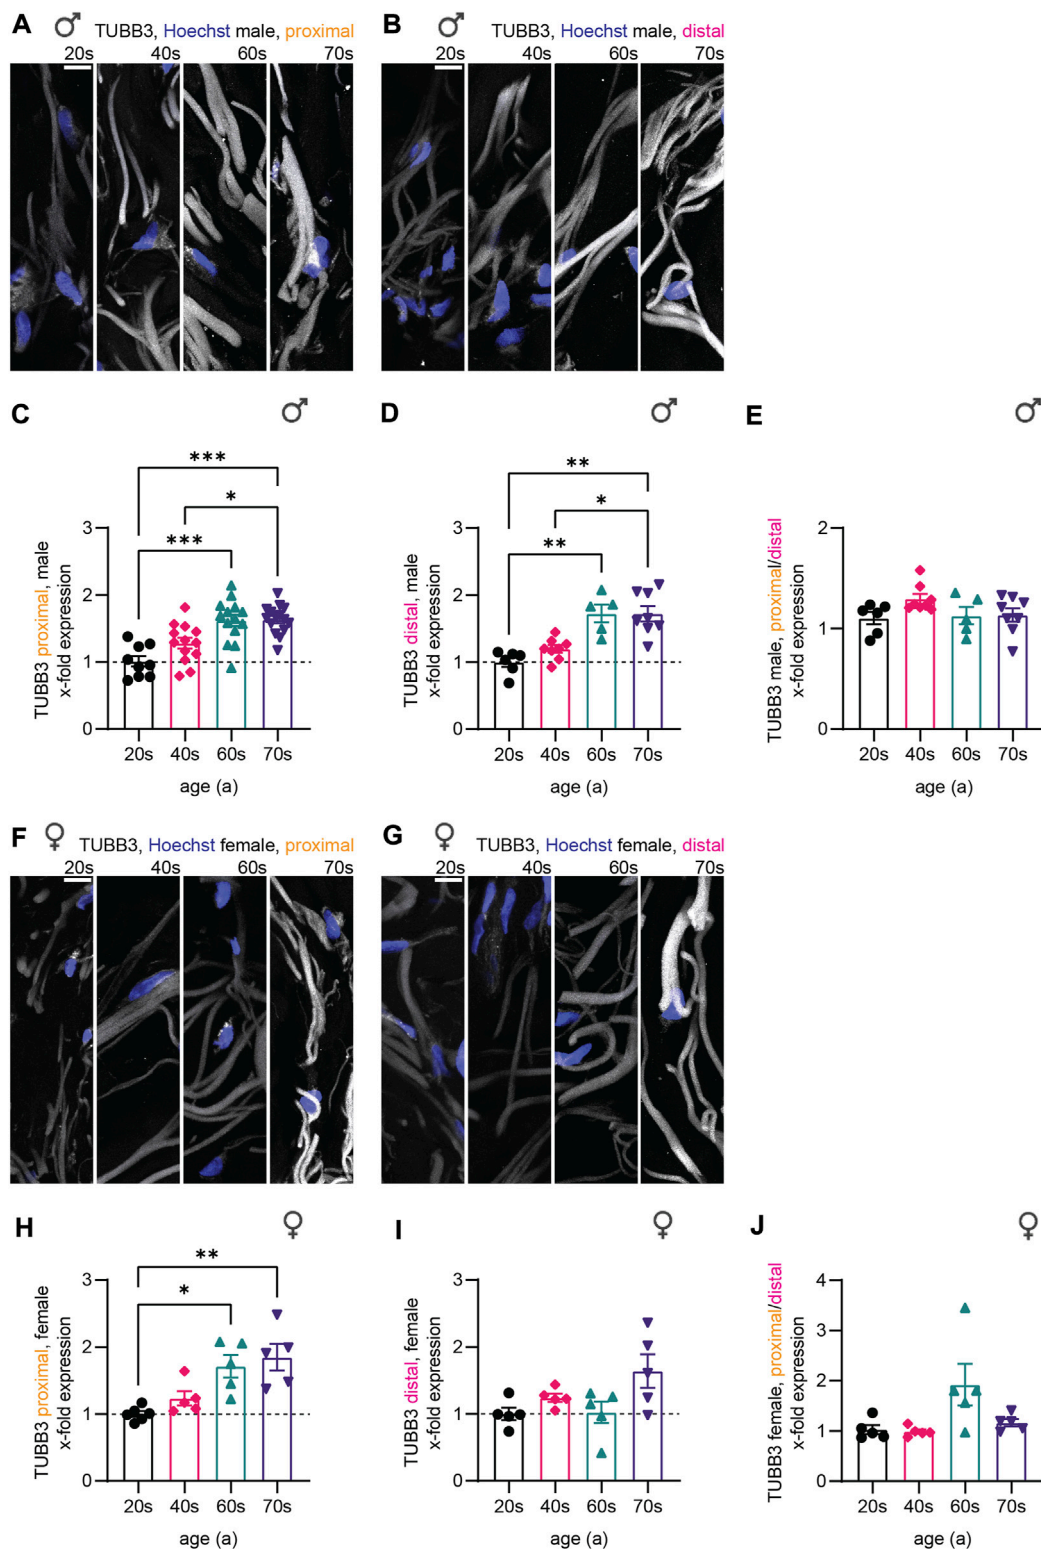 A ♂ TUBB3, Hoechst male, proximal
20s 40s 60s 70s
B ♂ TUBB3, Hoechst male, distal
20s 40s 60s 70s
C ♂
TUBB3 proximal, male
x-fold expression
***
*
***
3
2
1
0
20s 40s 60s 70s
age (a)
D ♂
TUBB3 distal, male
x-fold expression
**
*
**
3
2
1
0
20s 40s 60s 70s
age (a)
E ♂
TUBB3 male, proximal/distal
x-fold expression
2
1
0
20s 40s 60s 70s
age (a)
F ♀ TUBB3, Hoechst female, proximal
20s 40s 60s 70s
G ♀ TUBB3, Hoechst female, distal
20s 40s 60s 70s
H ♀
TUBB3 proximal, female
x-fold expression
**
*
3
2
1
0
20s 40s 60s 70s
age (a)
I ♀
TUBB3 distal, female
x-fold expression
3
2
1
0
20s 40s 60s 70s
age (a)
J ♀
TUBB3 female, proximal/distal
x-fold expression
4
3
2
1
0
20s 40s 60s 70s
age (a)